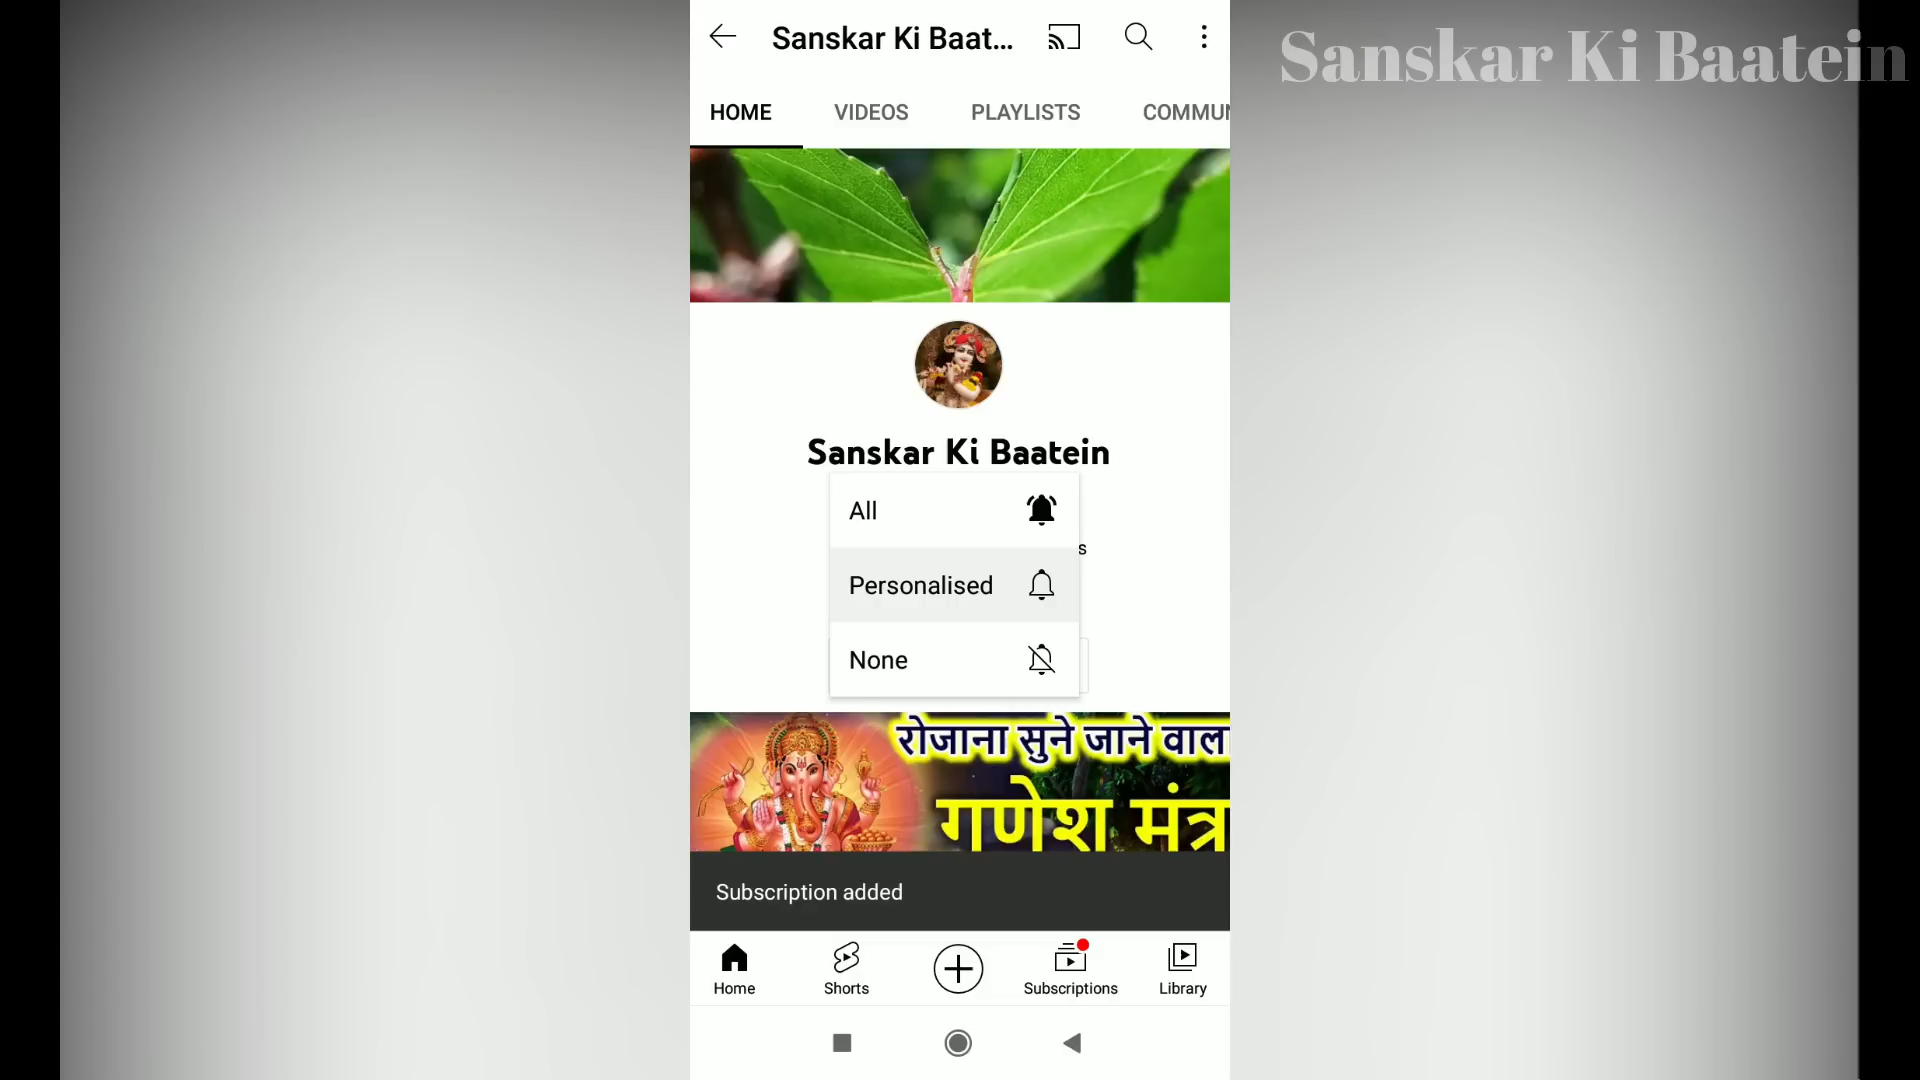 Sanskar Ki Baat...
Sanskar Ki Baatein
HOME VIDEOS PLAYLISTS COMMUN
Sanskar Ki Baatein
All
s
Personalised
None
रोजाना सुने जाने वाला
गणेश मंत्र
Subscription added
Home Shorts Subscriptions Library